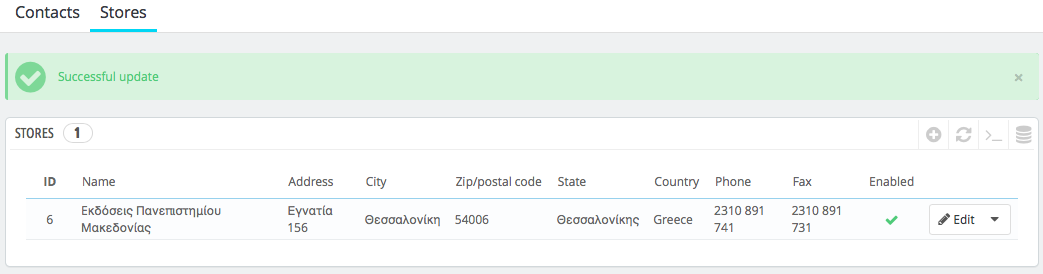 Contacts Stores
Successful update ×
STORES 1
ID Name Address City Zip/postal code State Country Phone Fax Enabled
6 Εκδόσεις Πανεπιστημίου Μακεδονίας Εγνατία 156 Θεσσαλονίκη 54006 Θεσσαλονίκης Greece 2310 891 741 2310 891 731 Edit